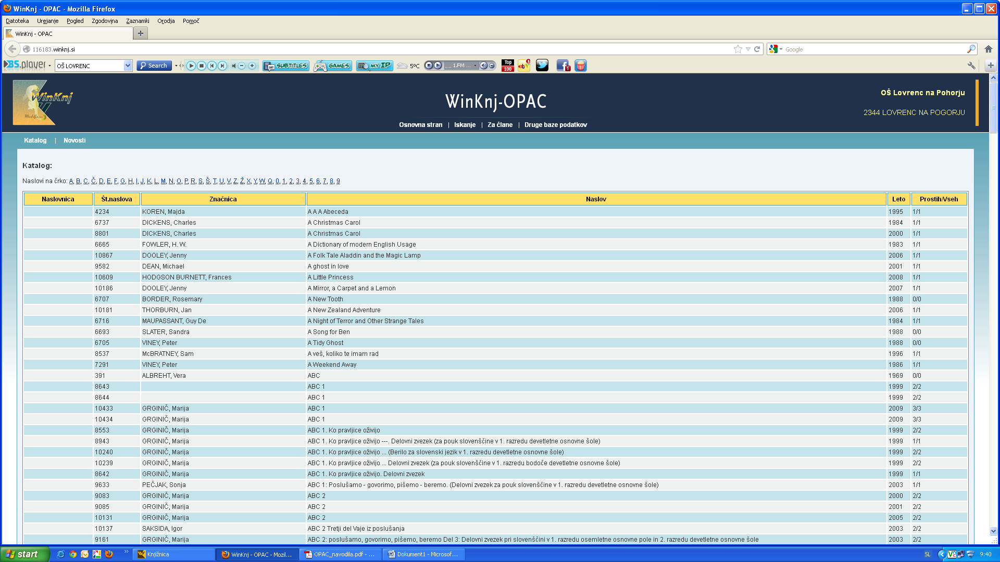 WinKnj - OPAC - Mozilla Firefox
Datoteka Urejanje Pogled Zgodovina Zaznamki Orodja Pomoč
WinKnj - OPAC
116183.winknj.si
Google
BS.player OŠ LOVRENC Search SUBTITLES GAMES MY IP 5ºC 1.FM ... Top 100
WinKnj
WinKnj-OPAC
OŠ Lovrenc na Pohorju
2344 LOVRENC NA POGORJU
Osnovna stran | Iskanje | Za člane | Druge baze podatkov
Katalog | Novosti
Katalog:
Naslovi na črko: A, B, C, Č, D, E, F, G, H, I, J, K, L, M, N, O, P, R, S, Š, T, U, V, Z, Ž, X, Y, W, Q, 0, 1, 2, 3, 4, 5, 6, 7, 8, 9
Naslovnica Št.naslova Značnica Naslov Leto Prostih/Vseh
4234 KOREN, Majda A A A Abeceda 1995 1/1
6737 DICKENS, Charles A Christmas Carol 1984 1/1
8801 DICKENS, Charles A Christmas Carol 2000 1/1
6665 FOWLER, H. W. A Dictionary of modern English Usage 1983 1/1
10867 DOOLEY, Jenny A Folk Tale Aladdin and the Magic Lamp 2006 1/1
9582 DEAN, Michael A ghost in love 2001 1/1
10609 HODGSON BURNETT, Frances A Little Princess 2008 1/1
10186 DOOLEY, Jenny A Mirror, a Carpet and a Lemon 2007 1/1
6707 BORDER, Rosemary A New Tooth 1988 0/0
10181 THORBURN, Jan A New Zealand Adventure 2006 1/1
6716 MAUPASSANT, Guy De A Night of Terror and Other Strange Tales 1984 1/1
6693 SLATER, Sandra A Song for Ben 1988 0/0
6705 VINEY, Peter A Tidy Ghost 1988 0/0
8537 McBRATNEY, Sam A veš, koliko te imam rad 1996 1/1
7291 VINEY, Peter A Weekend Away 1986 1/1
391 ALBREHT, Vera ABC 1969 0/0
8643 ABC 1 1999 2/2
8644 ABC 1 1999 2/2
10433 GRGINIČ, Marija ABC 1 2009 3/3
10434 GRGINIČ, Marija ABC 1 2009 3/3
8553 GRGINIČ, Marija ABC 1. Ko pravljice oživijo 1999 2/2
8943 GRGINIČ, Marija ABC 1. Ko pravljice oživijo ---. Delovni zvezek (za pouk slovenščine v 1. razredu devetletne osnovne šole) 1999 1/1
10240 GRGINIČ, Marija ABC 1. Ko pravljice oživijo ... (Berilo za slovenski jezik v 1. razredu devetletne osnovne šole) 1999 2/2
10239 GRGINIČ, Marija ABC 1. Ko pravljice oživijo ... Delovni zvezek (za pouk slovenščine v 1. razredu bodoče devetletne osnovne šole) 1999 2/2
8642 GRGINIČ, Marija ABC 1. Ko pravljice oživijo. Delovni zvezek 1999 1/1
9633 PEČJAK, Sonja ABC 1: Poslušamo - govorimo, pišemo - beremo. (Delovni zvezek za pouk slovenščine v 1. razredu devetletne osnovne šole) 2003 1/1
9083 GRGINIČ, Marija ABC 2 2000 2/2
9085 GRGINIČ, Marija ABC 2 2001 2/2
10131 GRGINIČ, Marija ABC 2 2005 2/2
10137 SAKSIDA, Igor ABC 2 Tretji del Vaje iz poslušanja 2003 2/2
9161 GRGINIČ, Marija ABC 2: poslušamo, govorimo, pišemo, beremo Del 3: Delovni zvezek pri slovenščini v 1. razredu osemletne osnovne pole in 2. razredu devetletne osnovne šole 2003 2/2
start Knjižnica WinKnj - OPAC - Mozil... OPAC_navodila.pdf - ... Dokument1 - Microsof... SL 9:40